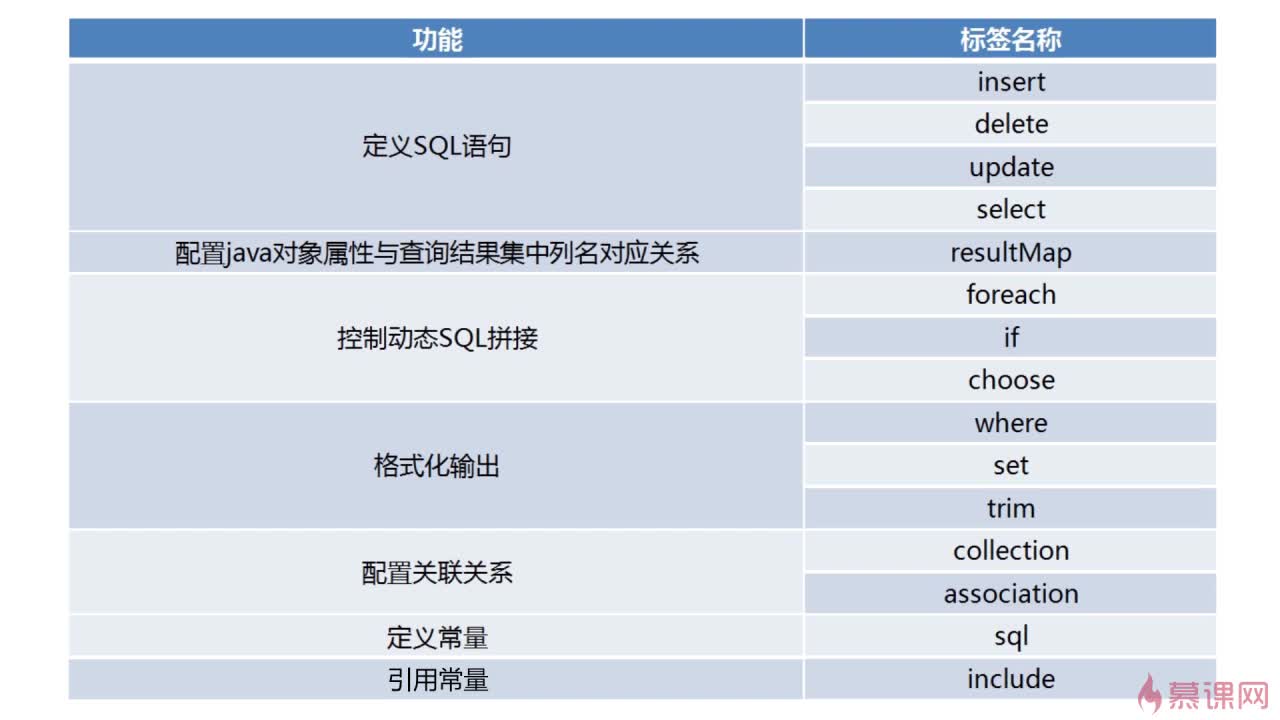 功能 标签名称
定义SQL语句
insert
delete
update
select
配置java对象属性与查询结果集中列名对应关系 resultMap
控制动态SQL拼接
foreach
if
choose
格式化输出
where
set
trim
配置关联关系
collection
association
定义常量 sql
引用常量 include
慕课网